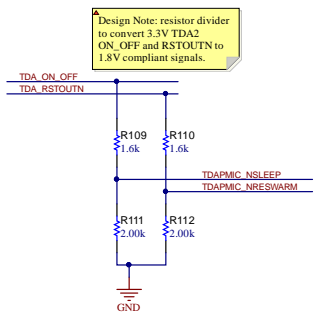 Design Note: resistor divider
to convert 3.3V TDA2
ON_OFF and RSTOUTN to
1.8V compliant signals.
TDA_ON_OFF
TDA_RSTOUTN
R109
1.6k
R110
1.6k
TDAPMIC_NSLEEP
TDAPMIC_NRESWARM
R111
2.00k
R112
2.00k
GND